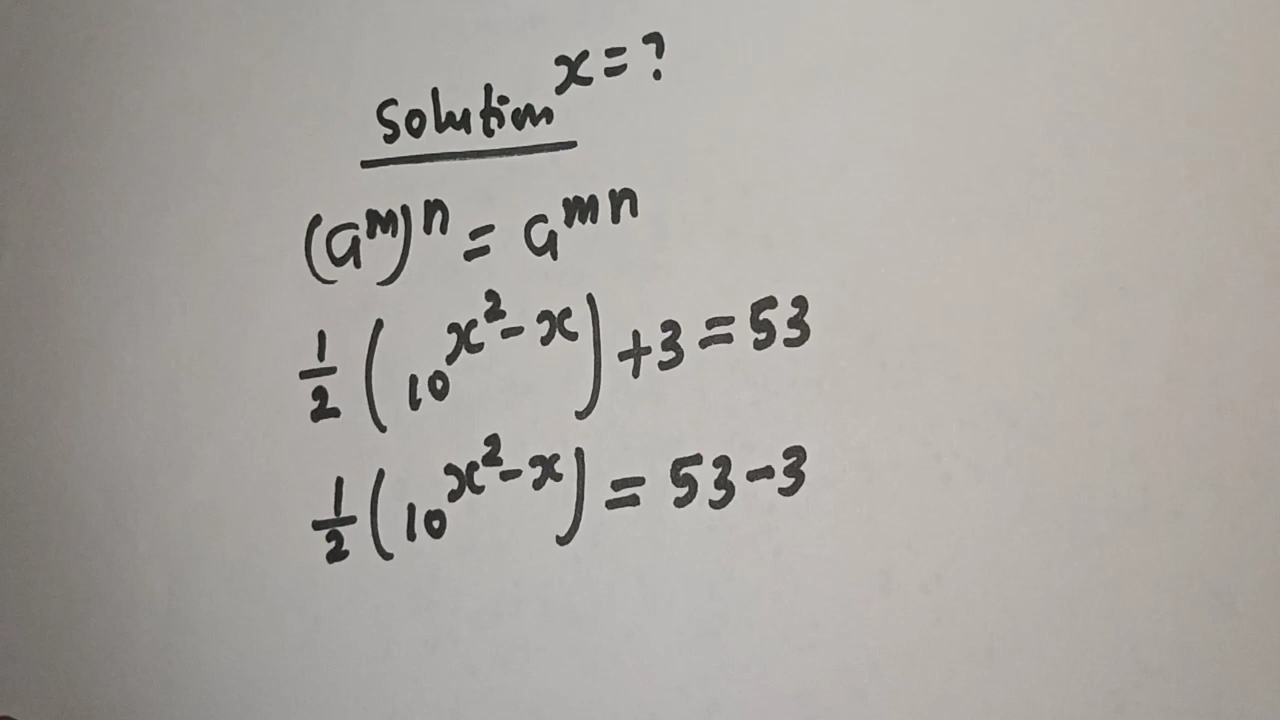 x=?
Solution
(a^m)^n = a^mn
1/2 (10^x²-x) +3=53
1/2 (10^x²-x) = 53-3